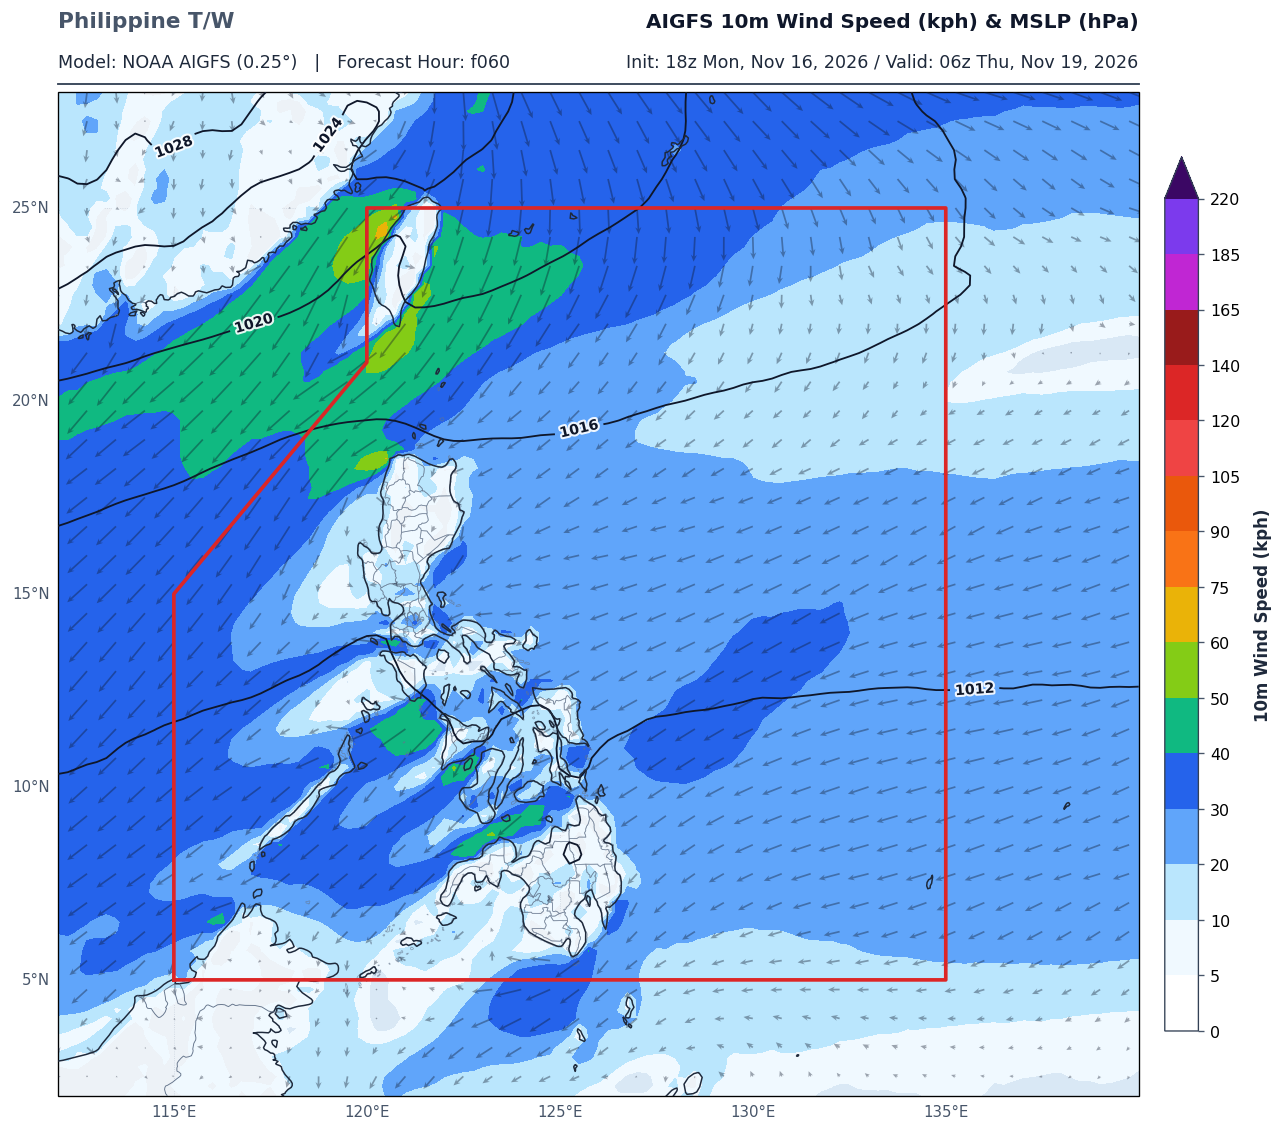 Philippine T/W
AIGFS 10m Wind Speed (kph) & MSLP (hPa)
Model: NOAA AIGFS (0.25°)   |   Forecast Hour: f060
Init: 18z Mon, Nov 16, 2026 / Valid: 06z Thu, Nov 19, 2026
1028
1024
1020
1016
1012
25°N
20°N
15°N
10°N
5°N
115°E
120°E
125°E
130°E
135°E
220
185
165
140
120
105
90
75
60
50
40
30
20
10
5
0
10m Wind Speed (kph)